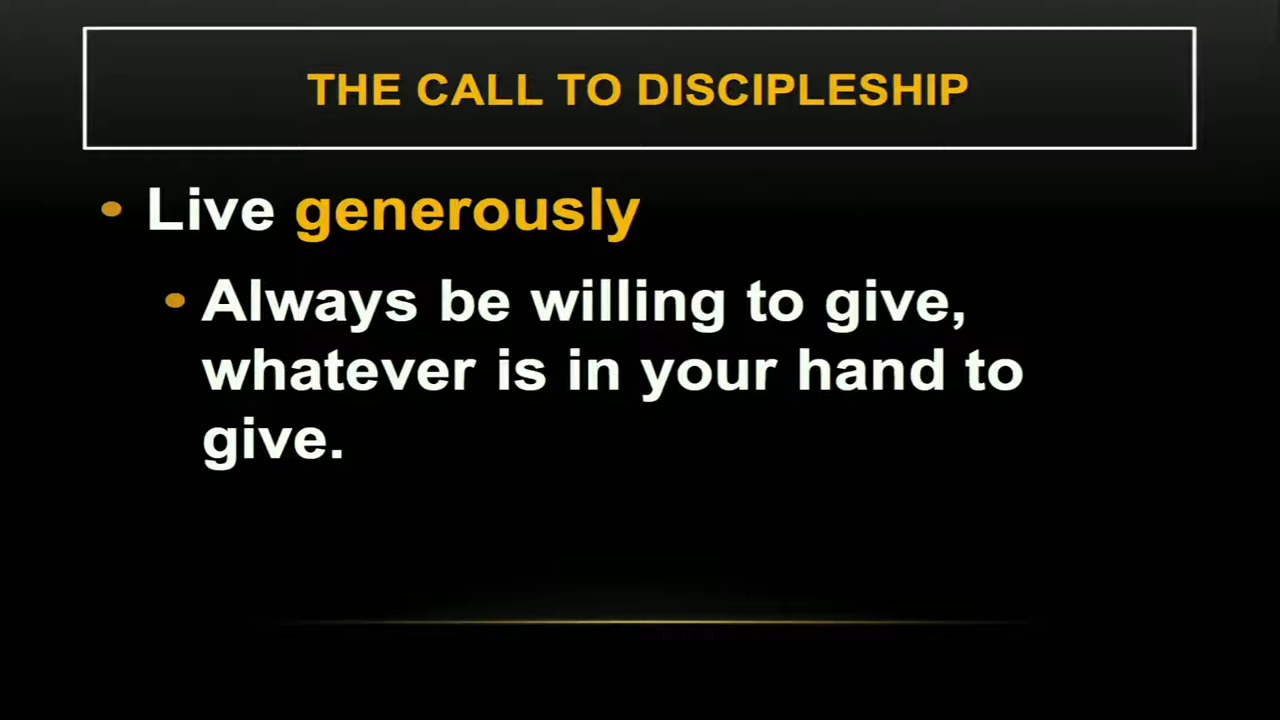 THE CALL TO DISCIPLESHIP
• Live generously
• Always be willing to give,
whatever is in your hand to
give.